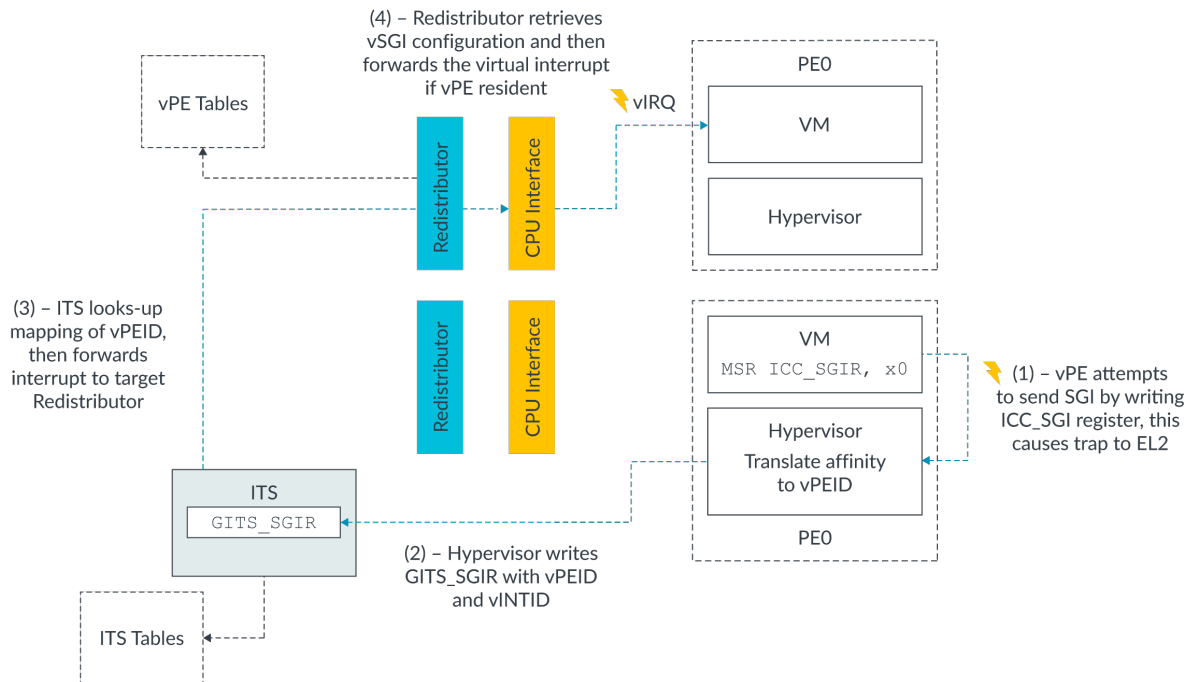 (4) – Redistributor retrieves
vSGI configuration and then
forwards the virtual interrupt
if vPE resident
vPE Tables
Redistributor
CPU Interface
vIRQ
PE0
VM
Hypervisor
(3) – ITS looks-up
mapping of vPEID,
then forwards
interrupt to target
Redistributor
Redistributor
CPU Interface
VM
MSR ICC_SGIR, x0
Hypervisor
Translate affinity
to vPEID
PE0
(1) – vPE attempts
to send SGI by writing
ICC_SGI register, this
causes trap to EL2
ITS
GITS_SGIR
(2) – Hypervisor writes
GITS_SGIR with vPEID
and vINTID
ITS Tables